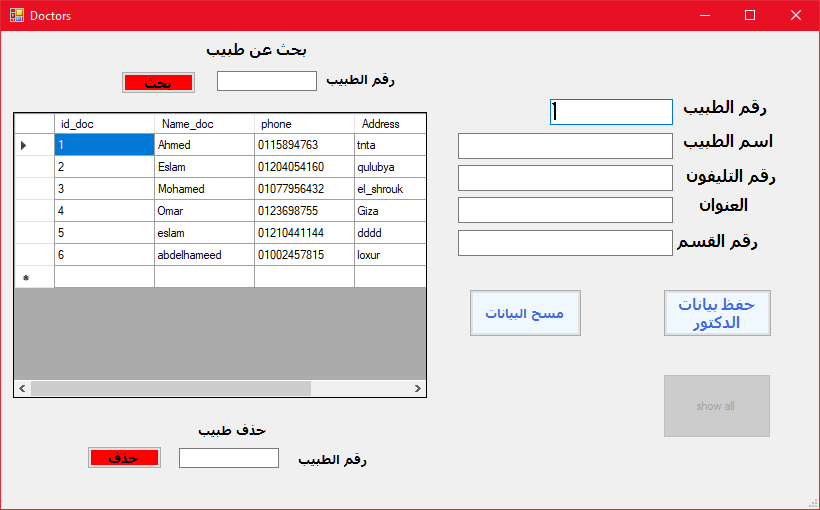 Doctors
بحث عن طبيب
رقم الطبيب
بحث
id_doc Name_doc phone Address
1 Ahmed 0115894763 tnta
2 Eslam 01204054160 qulubya
3 Mohamed 01077956432 el_shrouk
4 Omar 0123698755 Giza
5 eslam 01210441144 dddd
6 abdelhameed 01002457815 loxur
حذف طبيب
رقم الطبيب
حذف
رقم الطبيب
اسم الطبيب
رقم التليفون
العنوان
رقم القسم
حفظ بيانات
الدكتور
مسح البيانات
show all